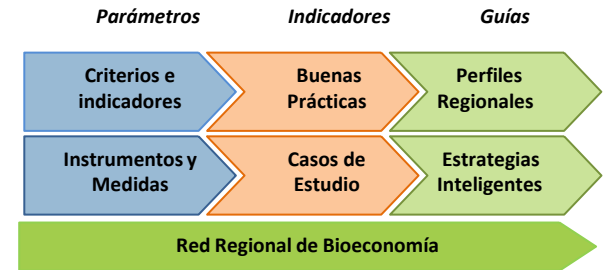 Parámetros Indicadores Guías
Criterios e indicadores
Buenas Prácticas
Perfiles Regionales
Instrumentos y Medidas
Casos de Estudio
Estrategias Inteligentes
Red Regional de Bioeconomía